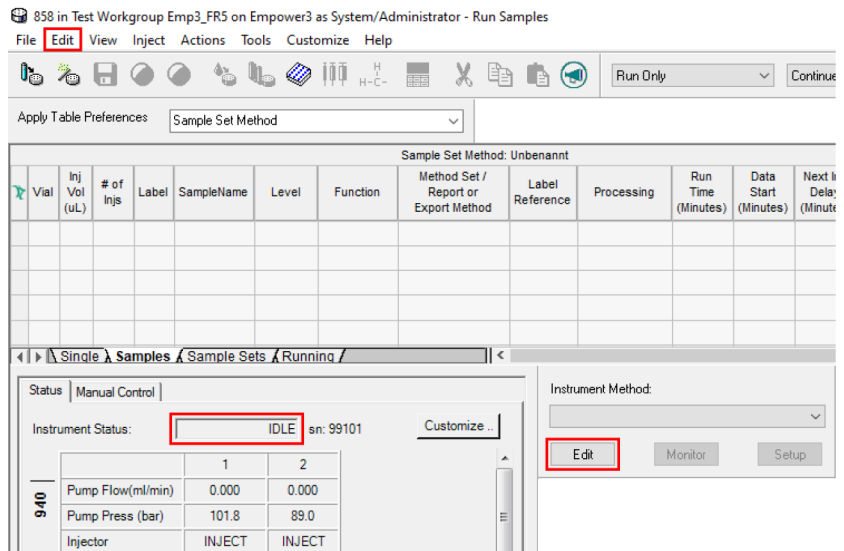 858 in Test Workgroup Emp3_FR5 on Empower3 as System/Administrator - Run Samples
File Edit View Inject Actions Tools Customize Help
H
H-C-
Run Only
Continue
Apply Table Preferences
Sample Set Method
Sample Set Method: Unbenannt
Vial
Inj
Vol
(uL)
# of
Injs
Label
SampleName
Level
Function
Method Set /
Report or
Export Method
Label
Reference
Processing
Run
Time
(Minutes)
Data
Start
(Minutes)
Next
Delay
(Minute
Single Samples Sample Sets Running
Status Manual Control
Instrument Status: IDLE sn: 99101 Customize ..
940
1 2
Pump Flow(ml/min) 0.000 0.000
Pump Press (bar) 101.8 89.0
Injector INJECT INJECT
Instrument Method:
Edit Monitor Setup